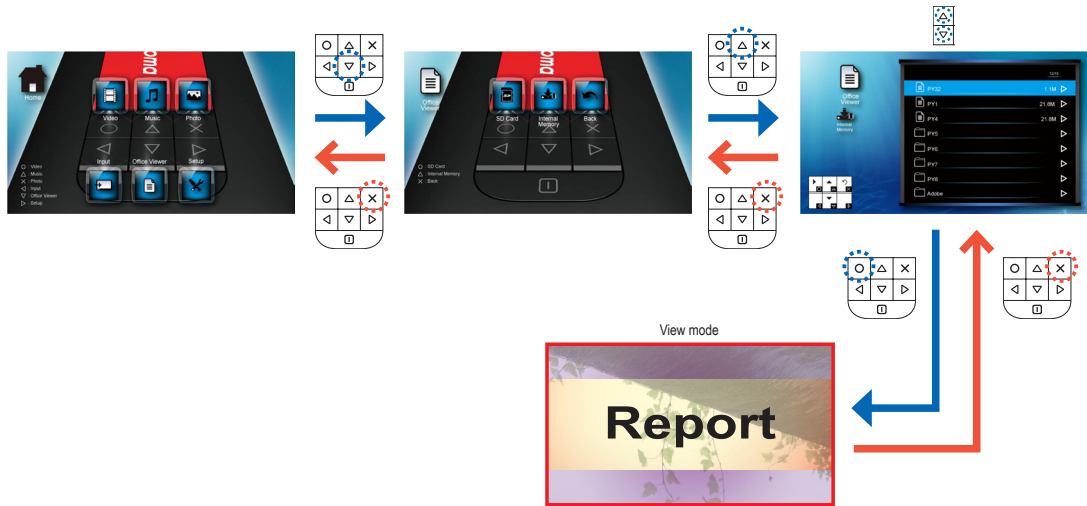 oma
Home
Video Music Photo
Input Office Viewer Setup
O : Video
△ : Music
X : Photo
◁ : Input
▽ : Office Viewer
▷ : Setup
oma
Office
Viewer
SD Card Internal Memory Back
O : SD Card
△ : Internal Memory
X : Back
Office
Viewer
Internal
Memory
PY32 1.1M
PY1 21.8M
PY4 21.8M
PY5
PY6
PY7
PY8
Adobe
View mode
Report